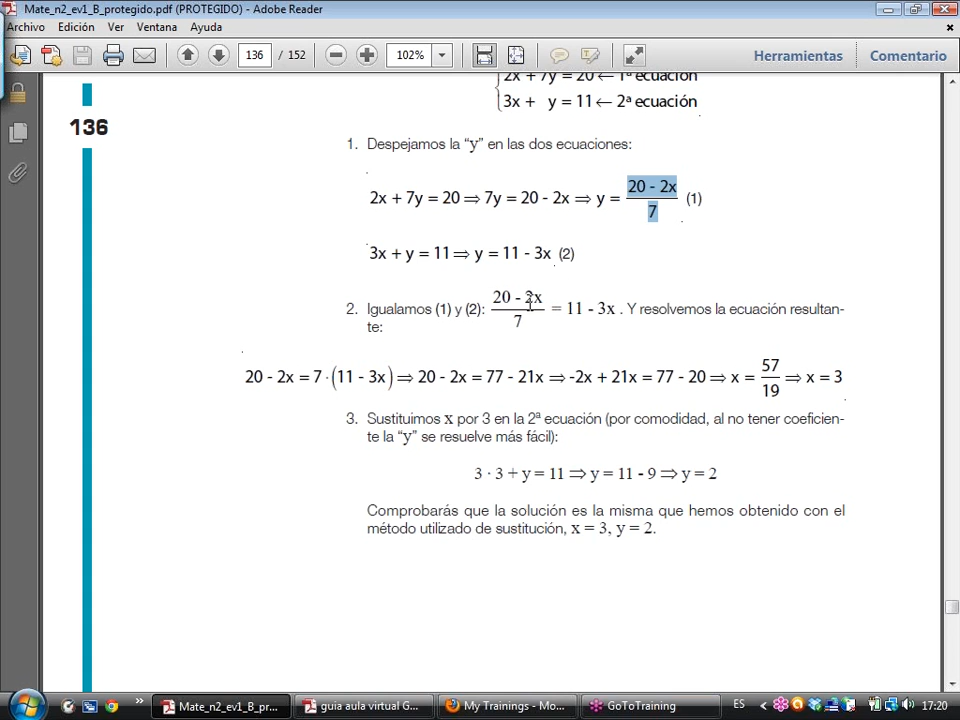 Mate_n2_ev1_B_protegido.pdf (PROTEGIDO) - Adobe Reader
Archivo Edición Ver Ventana Ayuda
136 / 152 102% Herramientas Comentario
2x + 7y = 20 ← 1ª ecuación
136 3x + y = 11 ← 2ª ecuación
1. Despejamos la “y” en las dos ecuaciones:
2x + 7y = 20 ⇒ 7y = 20 - 2x ⇒ y = (20 - 2x)/7 (1)
3x + y = 11 ⇒ y = 11 - 3x (2)
2. Igualamos (1) y (2): (20 - 2x)/7 = 11 - 3x . Y resolvemos la ecuación resultan-
te:
20 - 2x = 7 · (11 - 3x) ⇒ 20 - 2x = 77 - 21x ⇒ -2x + 21x = 77 - 20 ⇒ x = 57/19 ⇒ x = 3
3. Sustituimos x por 3 en la 2ª ecuación (por comodidad, al no tener coeficien-
te la “y” se resuelve más fácil):
3 · 3 + y = 11 ⇒ y = 11 - 9 ⇒ y = 2
Comprobarás que la solución es la misma que hemos obtenido con el
método utilizado de sustitución, x = 3, y = 2.
» Mate_n2_ev1_B_pr... guia aula virtual G... My Trainings - Mo... GoToTraining ES < 17:20